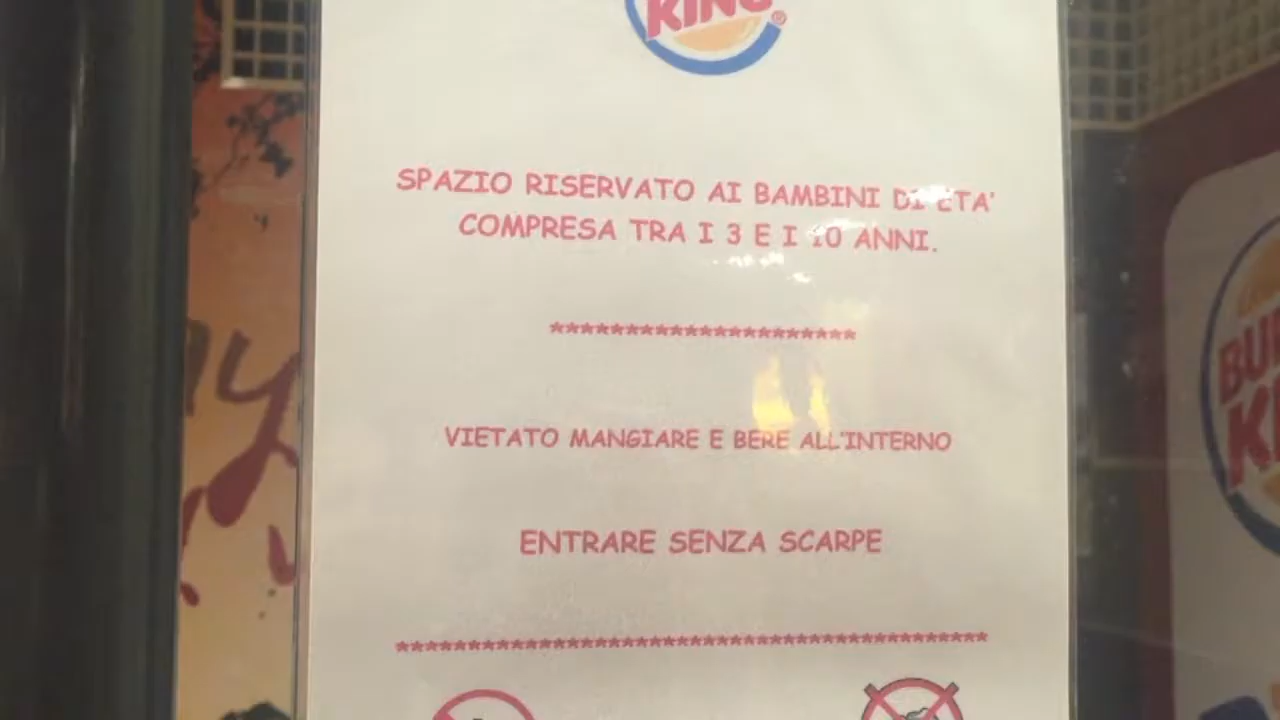 KING®
SPAZIO RISERVATO AI BAMBINI DI ETA'
COMPRESA TRA I 3 E I 10 ANNI.
********************
VIETATO MANGIARE E BERE ALL'INTERNO
ENTRARE SENZA SCARPE
***************************************
BU
K